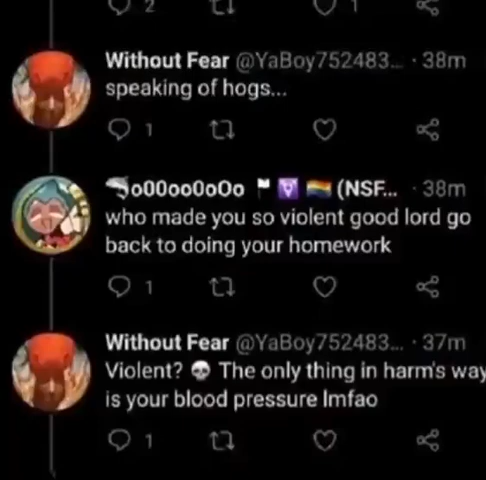 2 1
Without Fear @YaBoy752483... · 38m
speaking of hogs...
1
o00oo0oOo 🏳 ⚧ 🏳️‍🌈 (NSF... · 38m
who made you so violent good lord go
back to doing your homework
1
Without Fear @YaBoy752483... · 37m
Violent? 💀 The only thing in harm's way
is your blood pressure lmfao
1